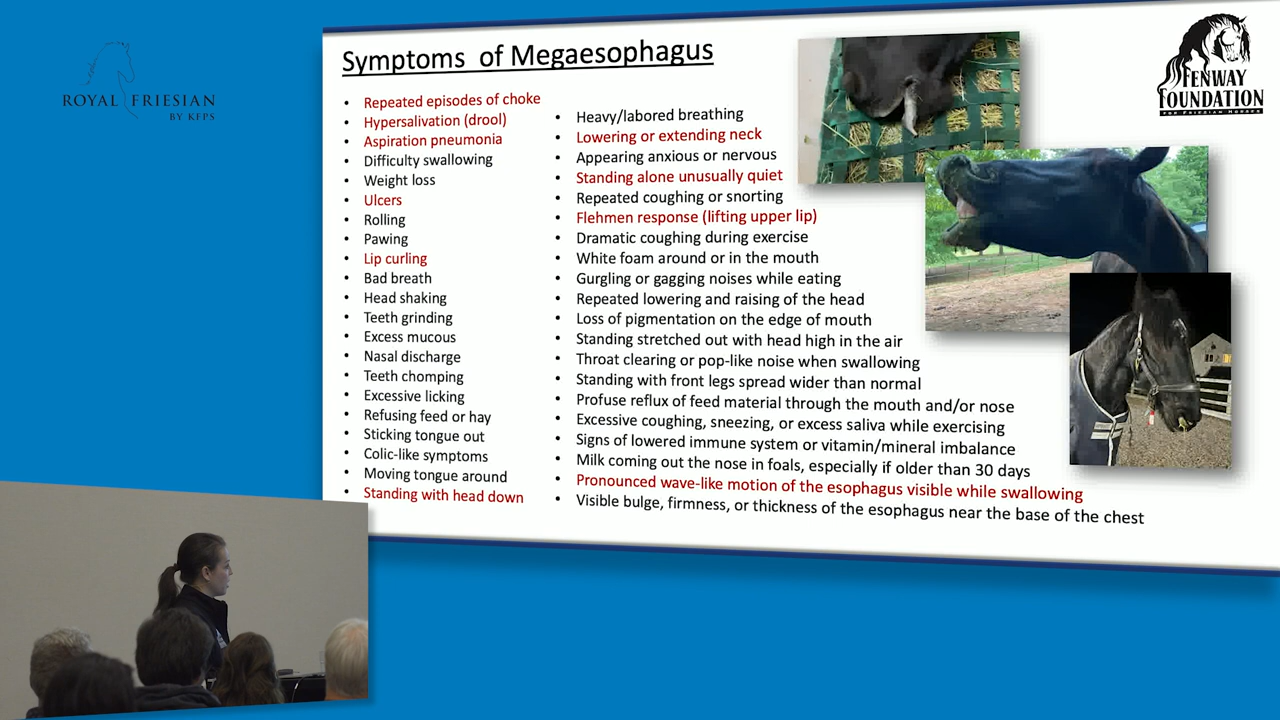 ROYAL FRIESIAN
BY KFPS
Symptoms of Megaesophagus
FENWAY
FOUNDATION
FOR FRIESIAN HORSES
• Repeated episodes of choke
• Hypersalivation (drool)
• Aspiration pneumonia
• Difficulty swallowing
• Weight loss
• Ulcers
• Rolling
• Pawing
• Lip curling
• Bad breath
• Head shaking
• Teeth grinding
• Excess mucous
• Nasal discharge
• Teeth chomping
• Excessive licking
• Refusing feed or hay
• Sticking tongue out
• Colic-like symptoms
• Moving tongue around
• Standing with head down
• Heavy/labored breathing
• Lowering or extending neck
• Appearing anxious or nervous
• Standing alone unusually quiet
• Repeated coughing or snorting
• Flehmen response (lifting upper lip)
• Dramatic coughing during exercise
• White foam around or in the mouth
• Gurgling or gagging noises while eating
• Repeated lowering and raising of the head
• Loss of pigmentation on the edge of mouth
• Standing stretched out with head high in the air
• Throat clearing or pop-like noise when swallowing
• Standing with front legs spread wider than normal
• Profuse reflux of feed material through the mouth and/or nose
• Excessive coughing, sneezing, or excess saliva while exercising
• Signs of lowered immune system or vitamin/mineral imbalance
• Milk coming out the nose in foals, especially if older than 30 days
• Pronounced wave-like motion of the esophagus visible while swallowing
• Visible bulge, firmness, or thickness of the esophagus near the base of the chest